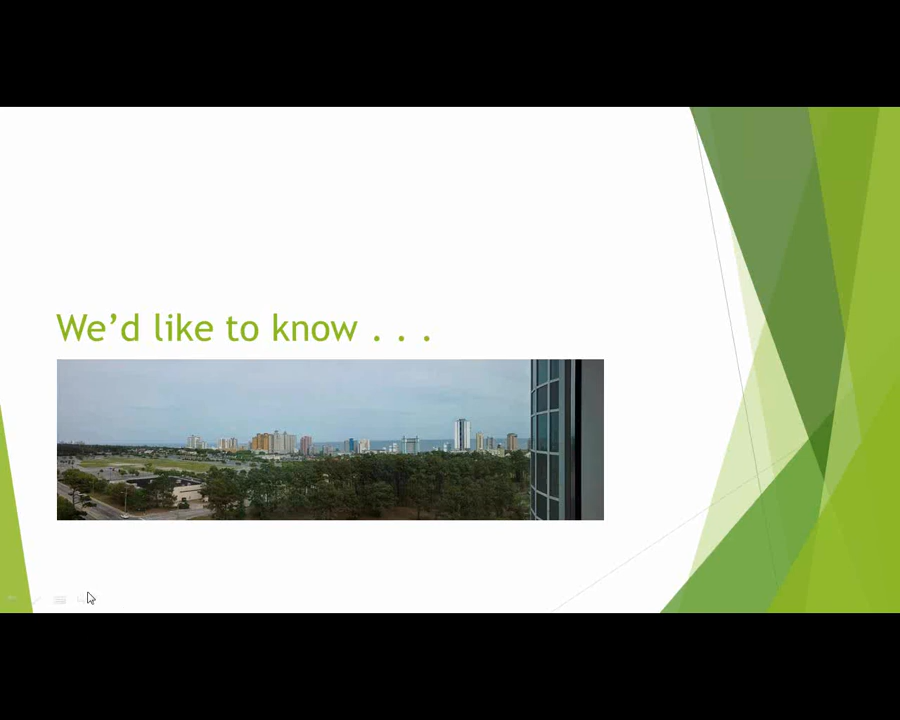 We’d like to know . . .